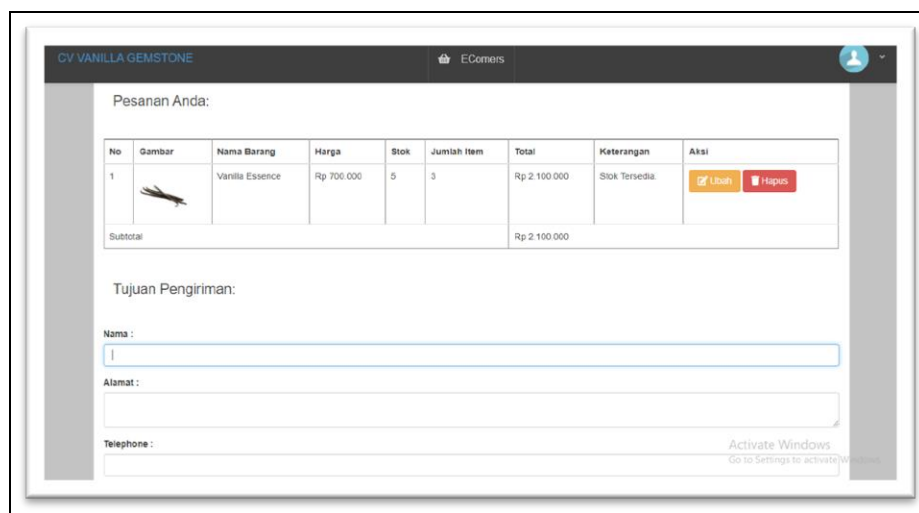 CV VANILLA GEMSTONE EComers
Pesanan Anda:
No Gambar Nama Barang Harga Stok Jumlah Item Total Keterangan Aksi
1 Vanilla Essence Rp 700.000 5 3 Rp 2.100.000 Stok Tersedia. Ubah Hapus
Subtotal Rp 2.100.000
Tujuan Pengiriman:
Nama :
Alamat :
Telephone :
Activate Windows
Go to Settings to activate Windows.